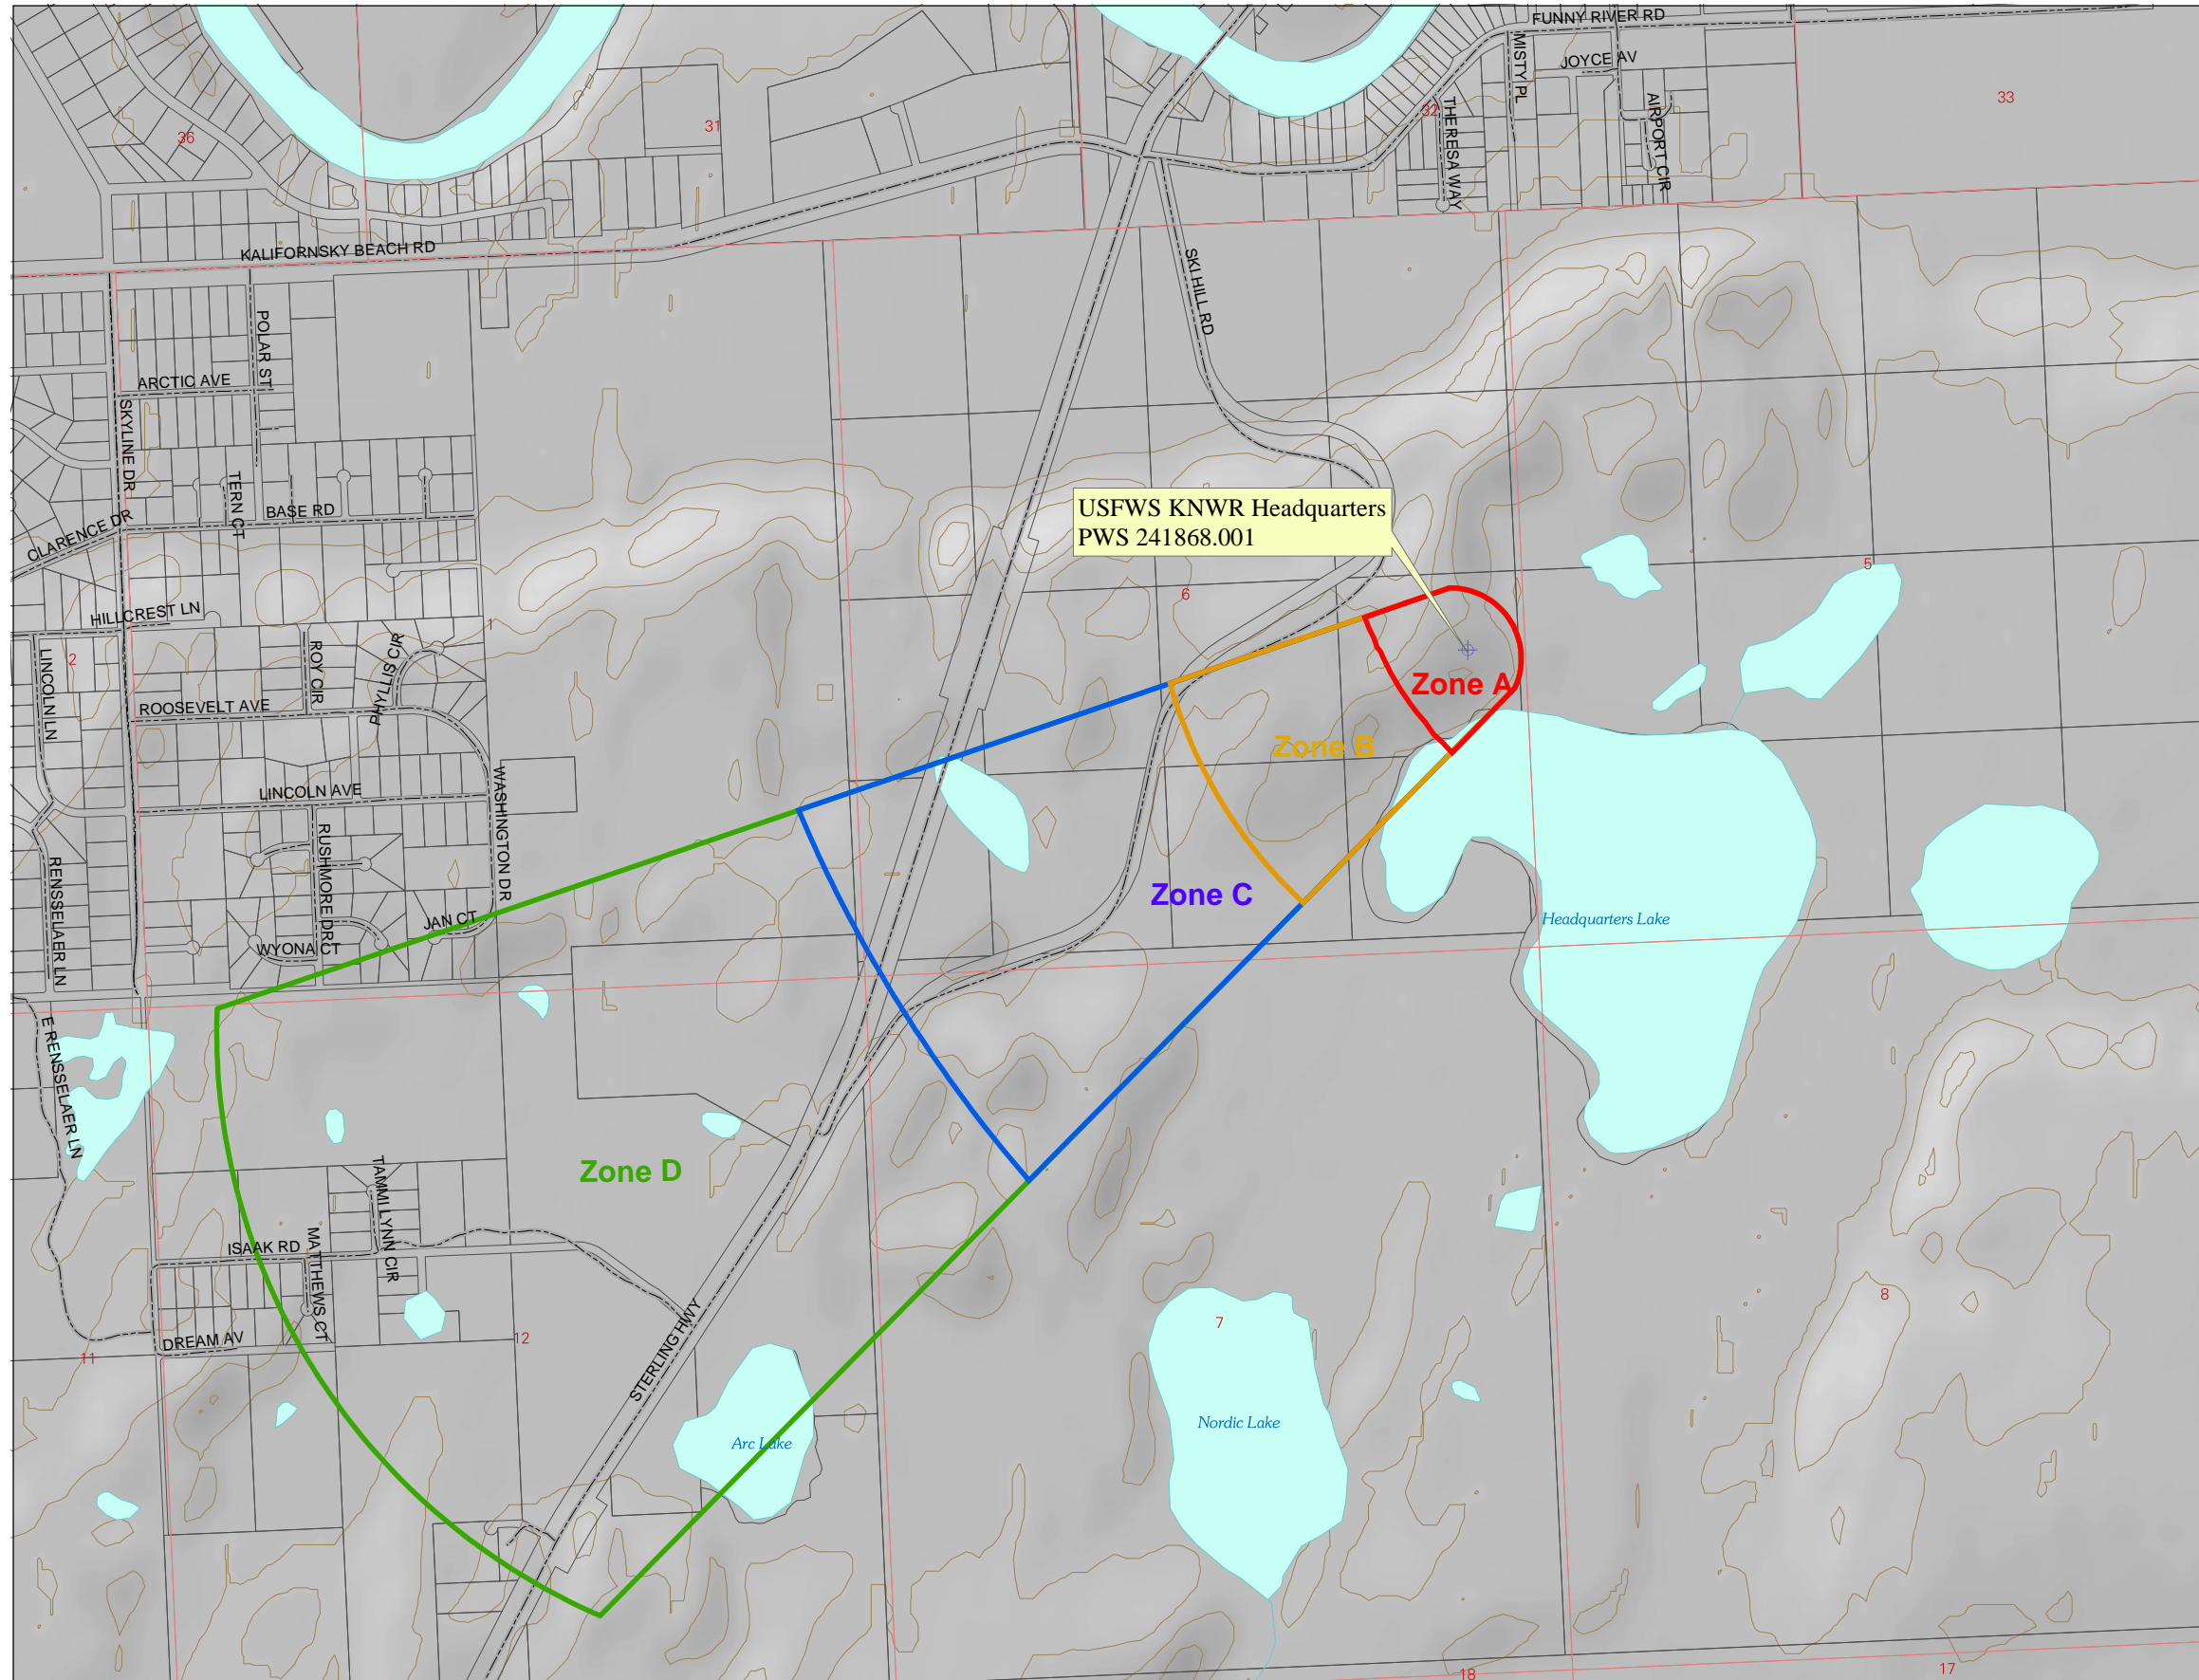 FUNNY RIVER RD
MISTY PL
JOYCE AV
33
32
THERESA WAY
AIRPORT CIR
31
36
KALIFORNSKY BEACH RD
SKI HILL RD
POLAR ST
ARCTIC AVE
SKYLINE DR
TERN CT
BASE RD
CLARENCE DR
USFWS KNWR Headquarters
PWS 241868.001
5
6
HILLCREST LN
1
2
LINCOLN LN
ROY CIR
PHYLLIS CIR
ROOSEVELT AVE
Zone A
Zone B
LINCOLN AVE
WASHINGTON DR
RUSHMORE DR
RENSSELAER LN
Zone C
JAN CT
WYONA CT
Headquarters Lake
E RENSSELAER LN
Zone D
TAMMI LYNN CIR
ISAAK RD
MATTHEWS CT
DREAM AV
11
12
STERLING HWY
7
8
Nordic Lake
Arc Lake
18
17